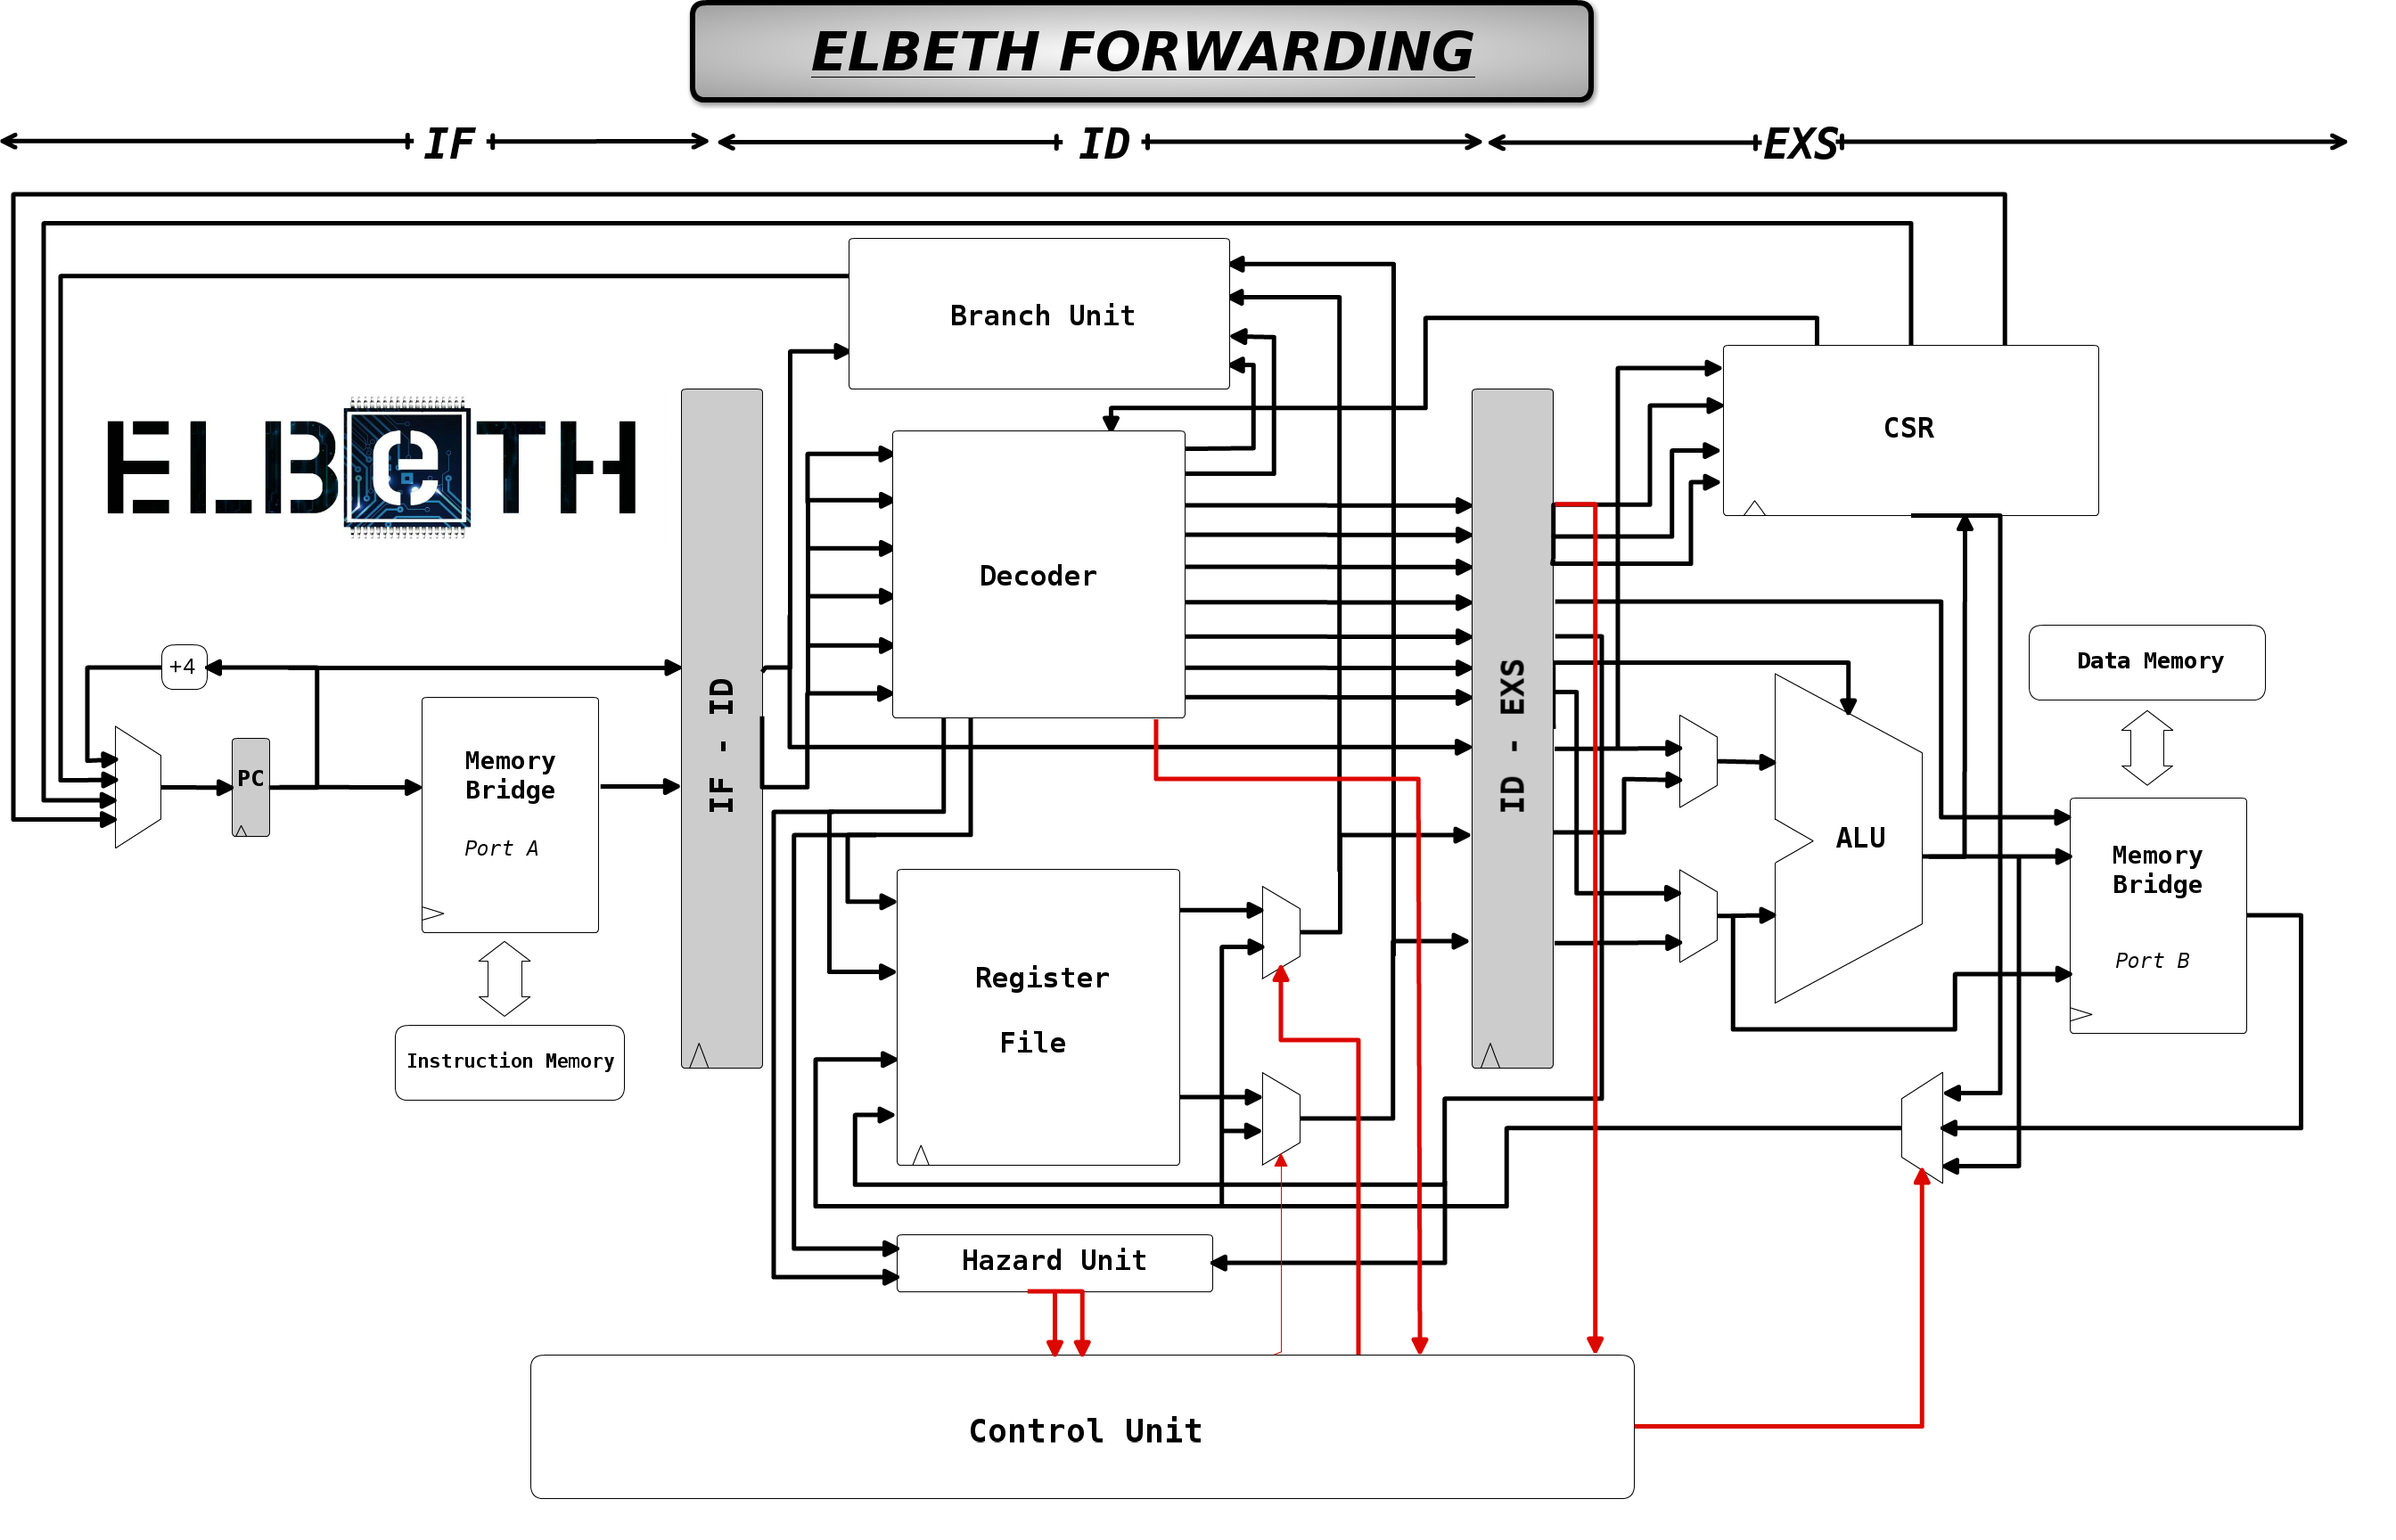 ELBETH FORWARDING
IF
ID
EXS
Branch Unit
CSR
ELBeTH
Decoder
+4
Data Memory
IF - ID
ID - EXS
Memory
Bridge
Port A
PC
ALU
Memory
Bridge
Port B
Register
File
Instruction Memory
Hazard Unit
Control Unit